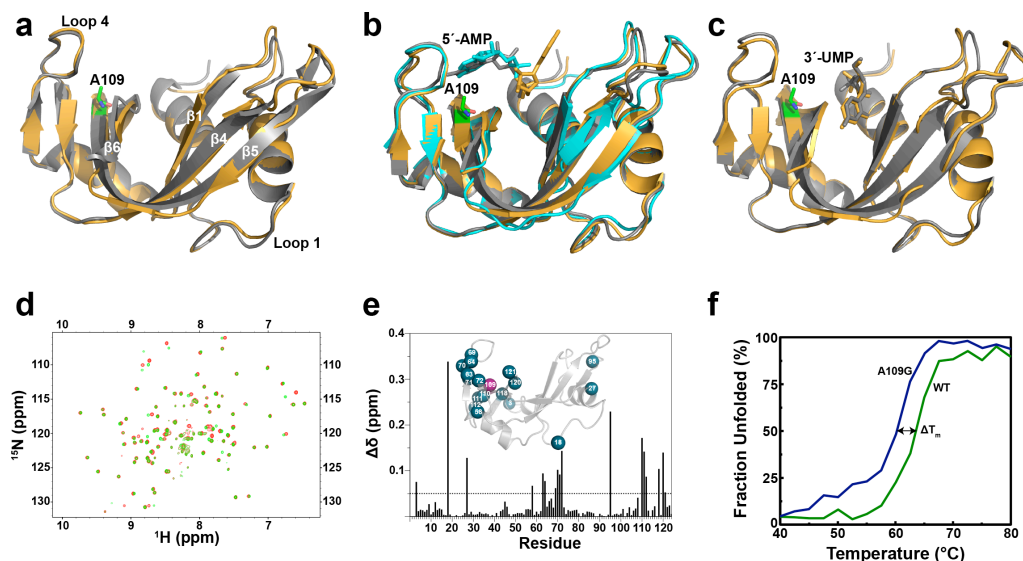 a
Loop 4
A109
β1
β4
β6
β5
Loop 1
b
5´-AMP
A109
c
3´-UMP
A109
d
10 9 8 7
110
115
120
125
130
110
115
120
125
130
10 9 8 7
¹⁵N (ppm)
¹H (ppm)
e
0.4
0.3
0.2
0.1
Δδ (ppm)
66
64
70
63
71
72
109
121
120
95
27
18
10 20 30 40 50 60 70 80 90 100 110 120
Residue
f
100
75
50
25
0
Fraction Unfolded (%)
A109G
WT
ΔTₘ
40 50 60 70 80
Temperature (°C)